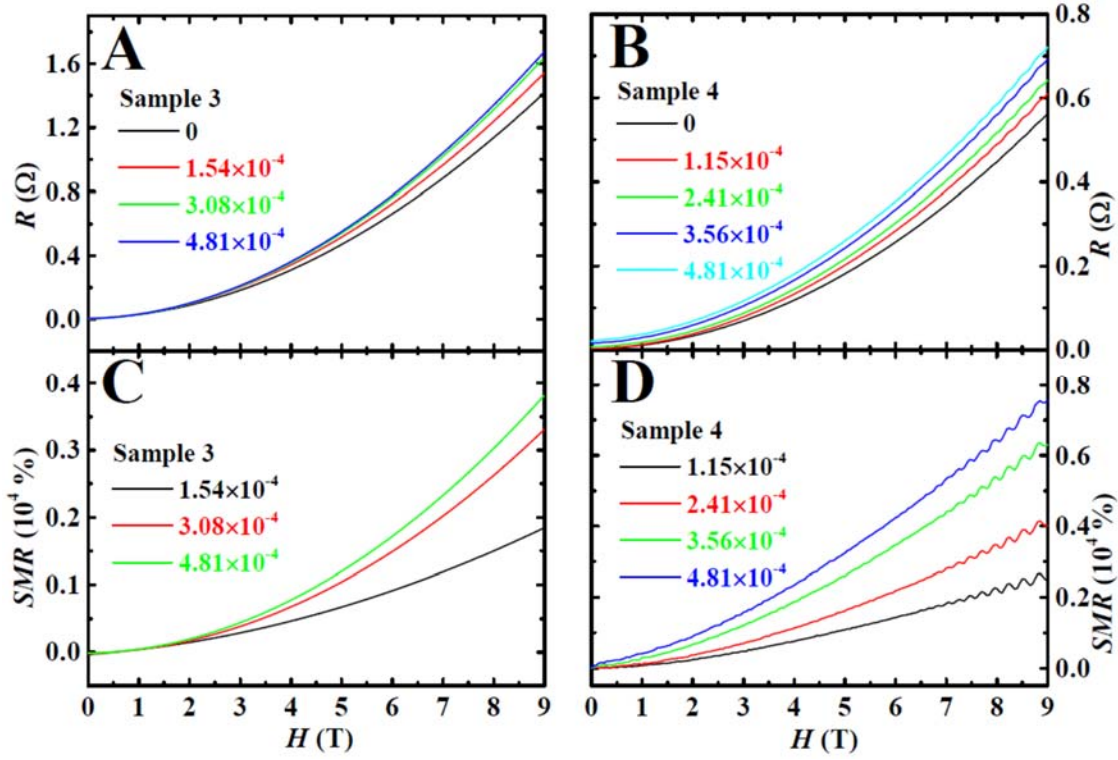 A
Sample 3
0
1.54×10⁻⁴
3.08×10⁻⁴
4.81×10⁻⁴
R (Ω)
1.6
1.2
0.8
0.4
0.0
B
Sample 4
0
1.15×10⁻⁴
2.41×10⁻⁴
3.56×10⁻⁴
4.81×10⁻⁴
0.8
0.6
0.4
0.2
0.0
R (Ω)
C
Sample 3
1.54×10⁻⁴
3.08×10⁻⁴
4.81×10⁻⁴
SMR (10⁴ %)
0.4
0.3
0.2
0.1
0.0
0 1 2 3 4 5 6 7 8 9
H (T)
D
Sample 4
1.15×10⁻⁴
2.41×10⁻⁴
3.56×10⁻⁴
4.81×10⁻⁴
0.8
0.6
0.4
0.2
0.0
SMR (10⁴ %)
0 1 2 3 4 5 6 7 8 9
H (T)